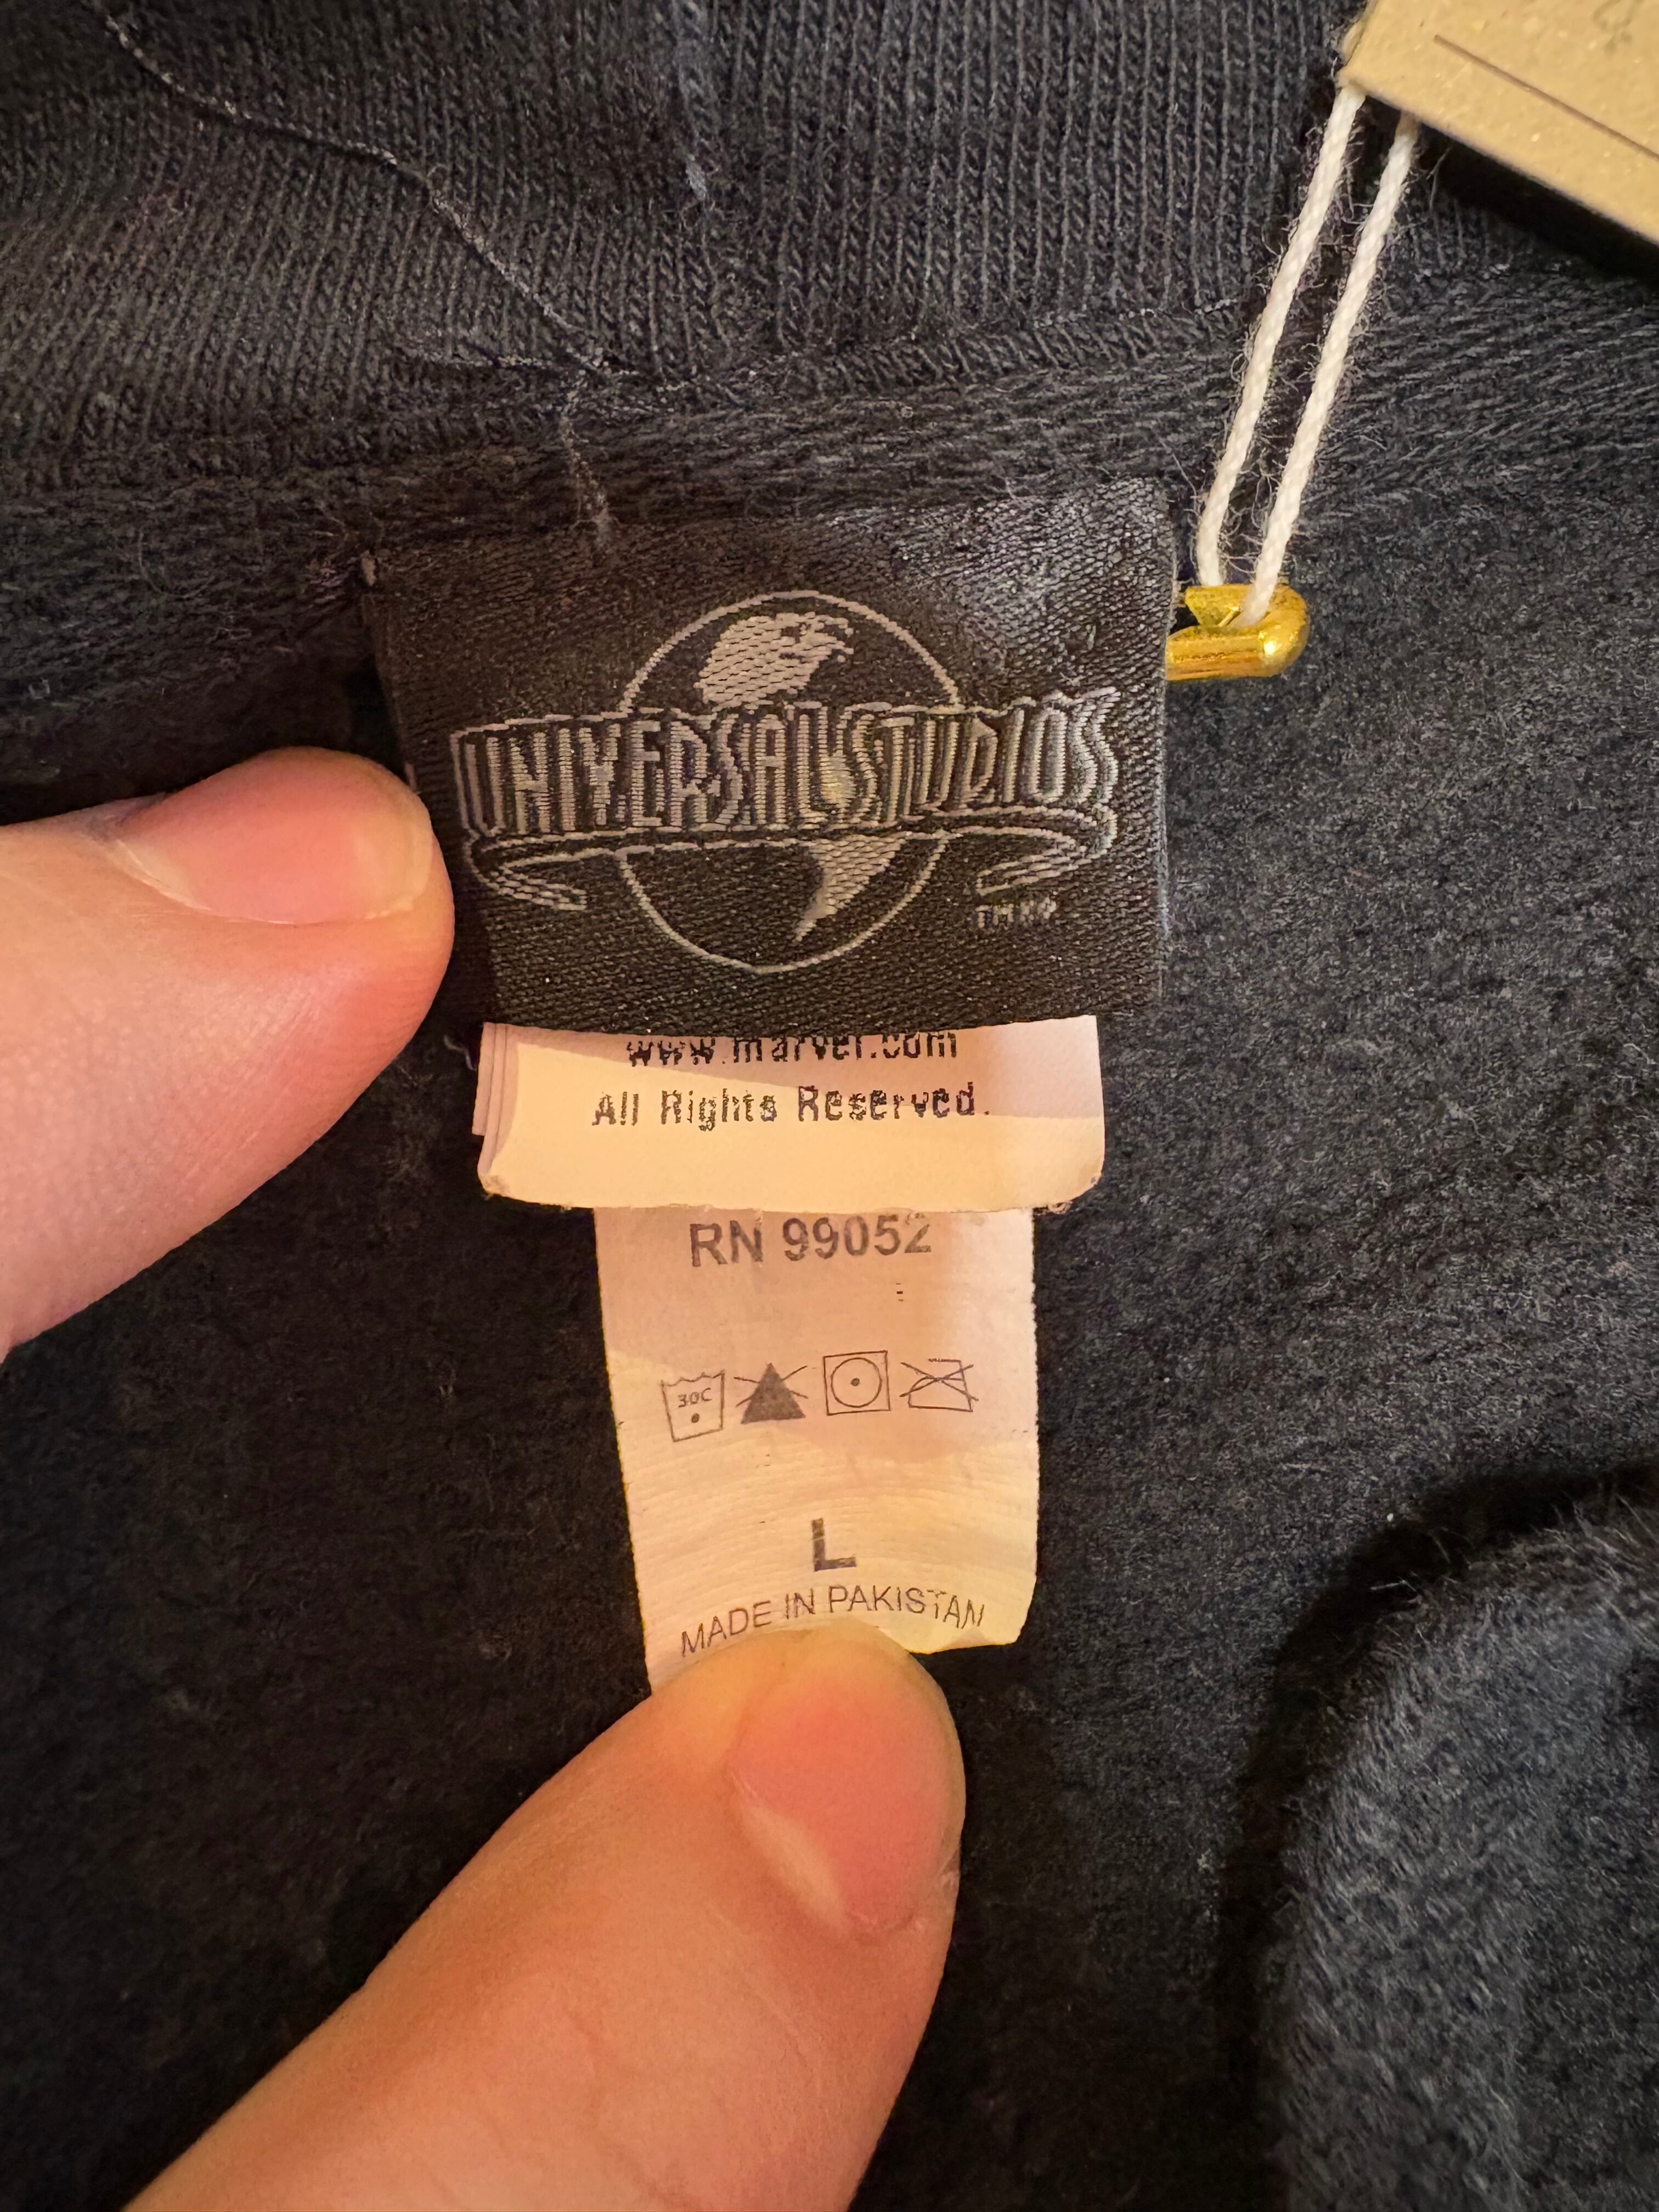 UNIVERSAL STUDIOS
www.marvel.com
All Rights Reserved.
RN 99052
30C
L
MADE IN PAKISTAN